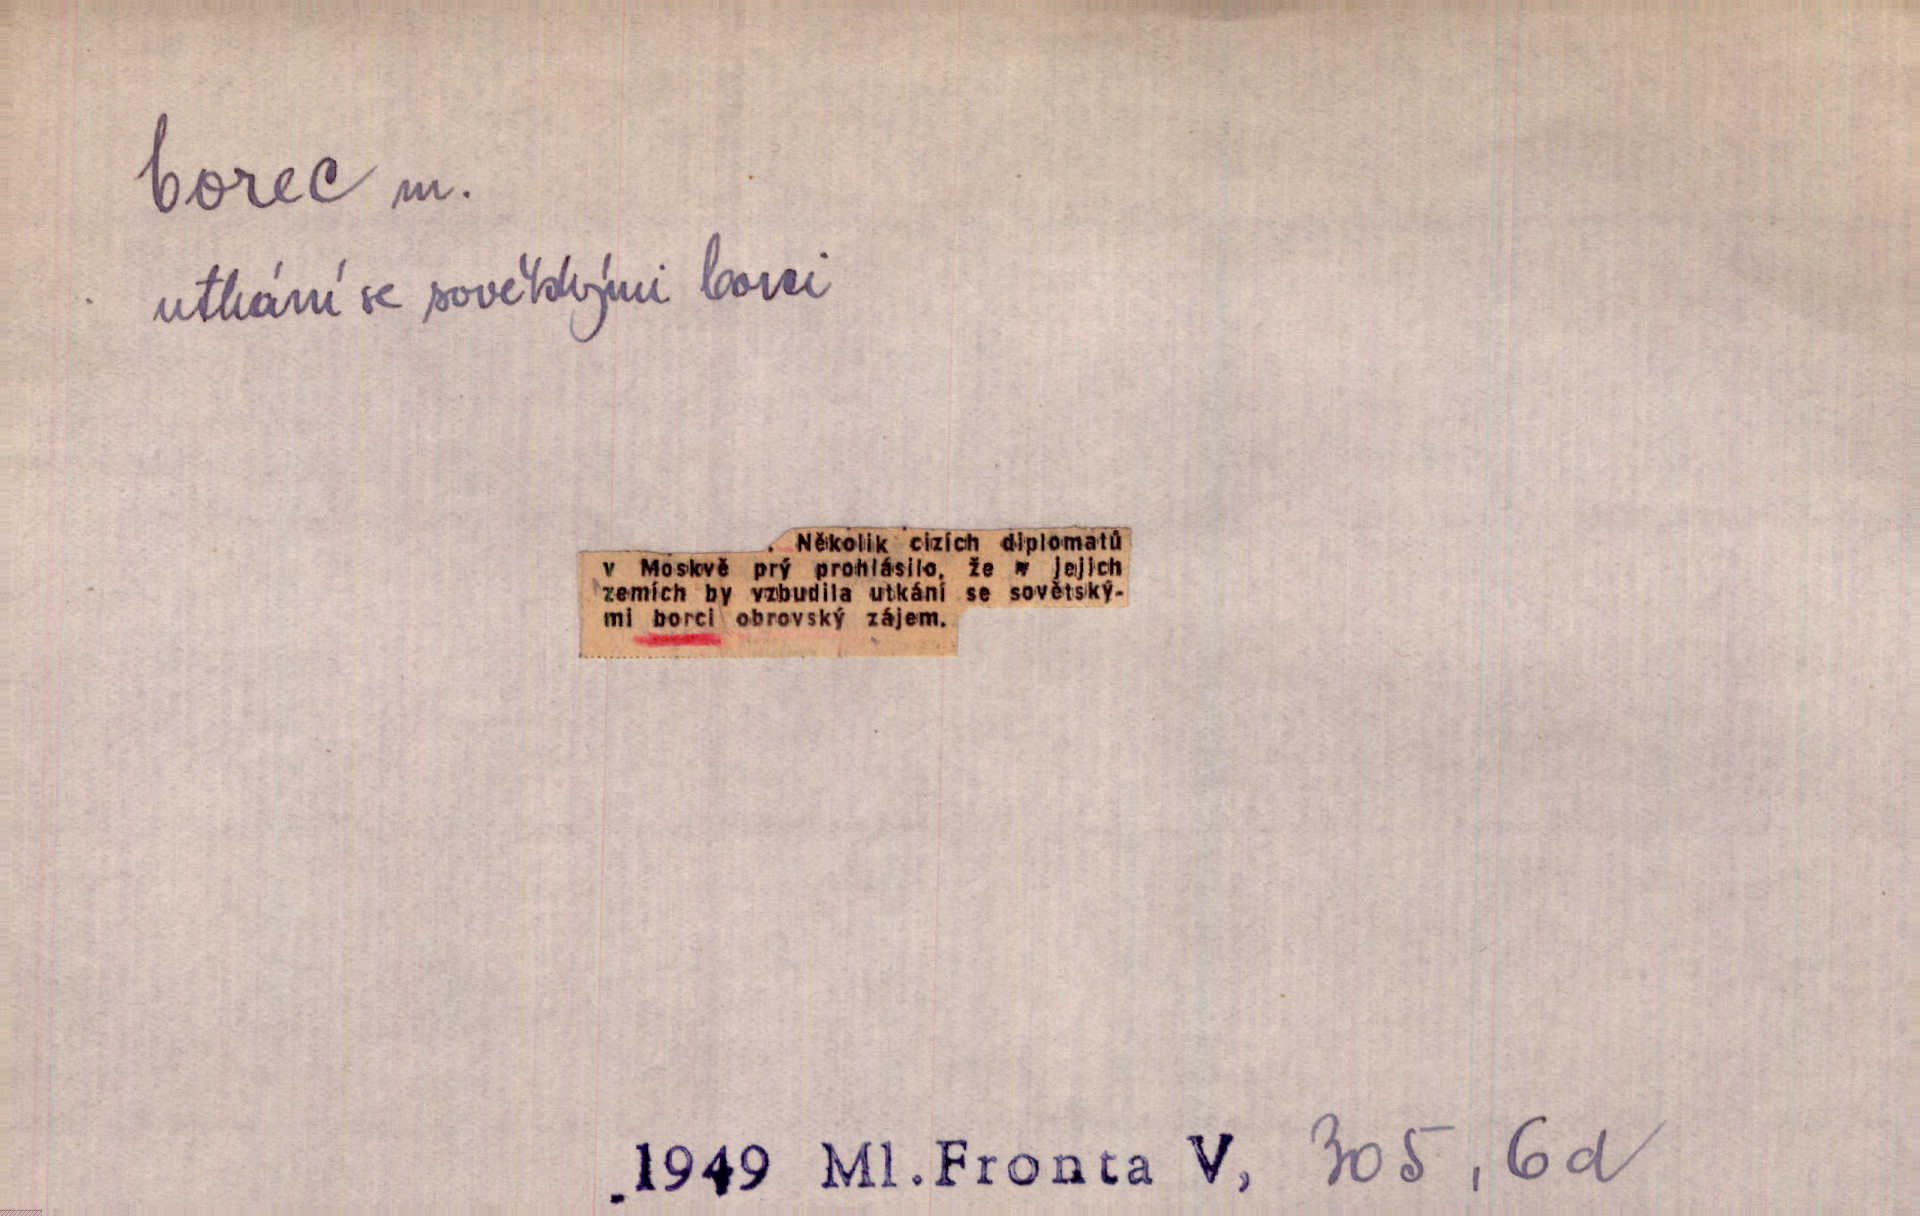 borec m.
utkání se sovětskými borci
. Několik cizích diplomatů
v Moskvě prý prohlásilo, že v jejich
zemích by vzbudila utkání se sovětský-
mi borci obrovský zájem.
1949 Ml.Fronta V, 305, 6d